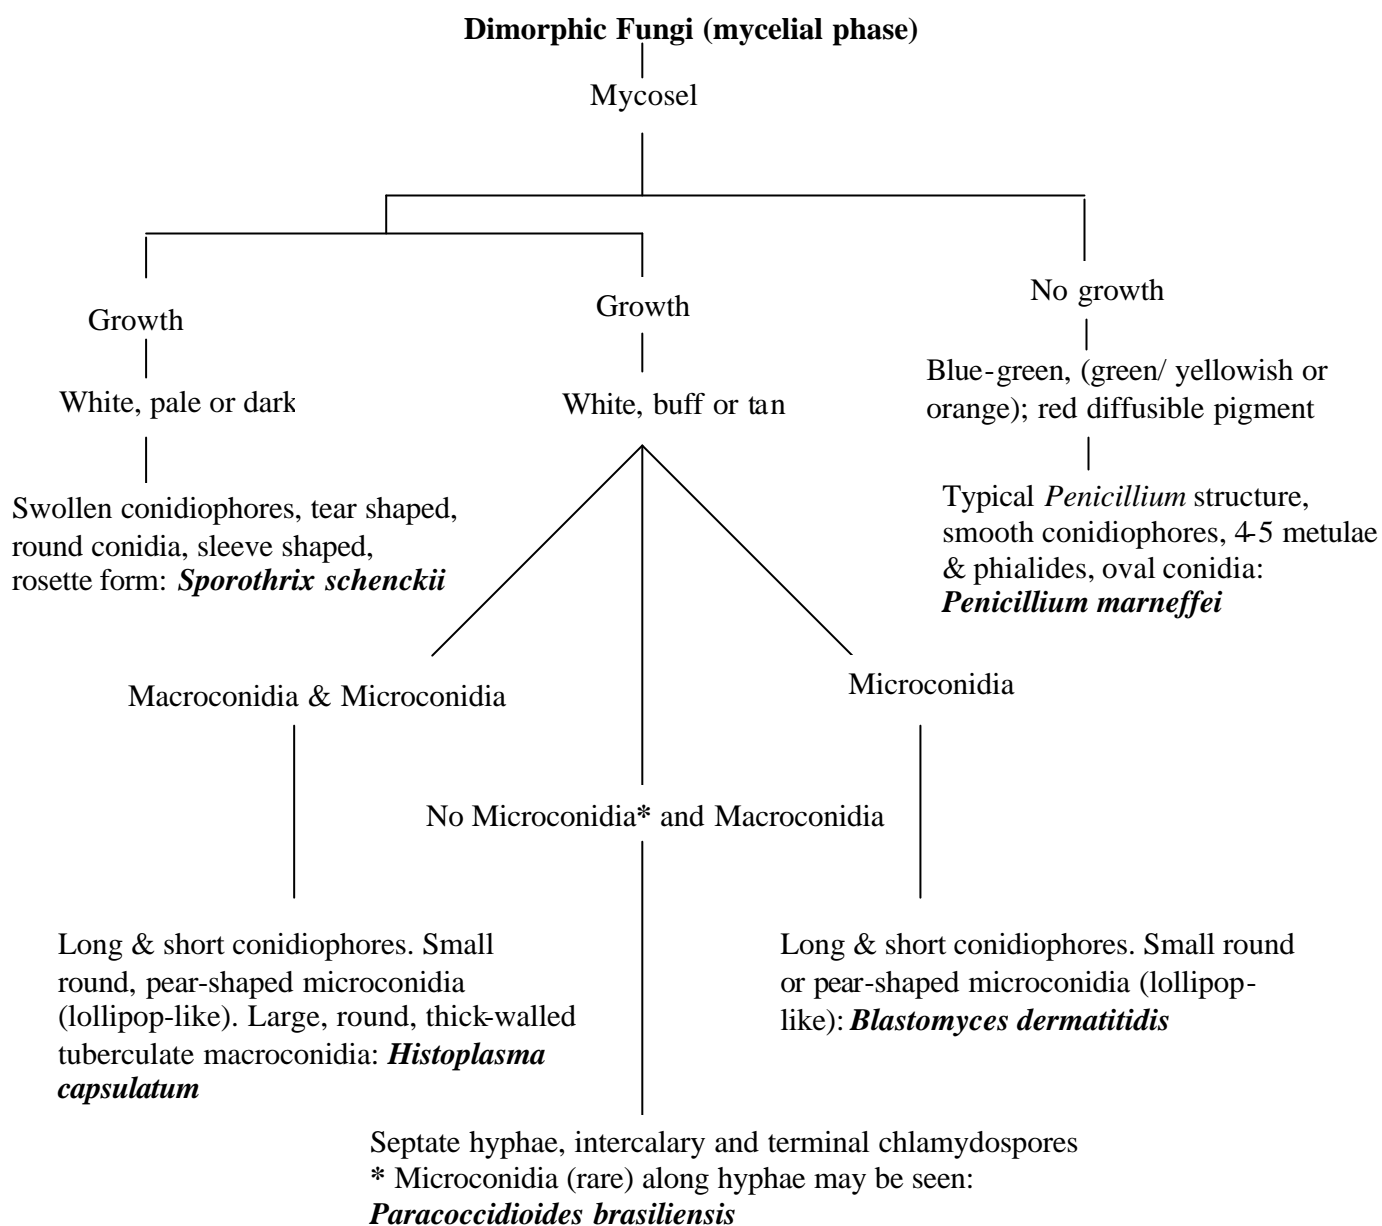 Dimorphic Fungi (mycelial phase)
Mycosel
Growth
Growth
No growth
White, pale or dark
White, buff or tan
Blue-green, (green/ yellowish or
orange); red diffusible pigment
Swollen conidiophores, tear shaped,
round conidia, sleeve shaped,
rosette form: Sporothrix schenckii
Typical Penicillium structure,
smooth conidiophores, 4-5 metulae
& phialides, oval conidia:
Penicillium marneffei
Macroconidia & Microconidia
Microconidia
No Microconidia* and Macroconidia
Long & short conidiophores. Small
round, pear-shaped microconidia
(lollipop-like). Large, round, thick-walled
tuberculate macroconidia: Histoplasma
capsulatum
Long & short conidiophores. Small round
or pear-shaped microconidia (lollipop-
like): Blastomyces dermatitidis
Septate hyphae, intercalary and terminal chlamydospores
* Microconidia (rare) along hyphae may be seen:
Paracoccidioides brasiliensis